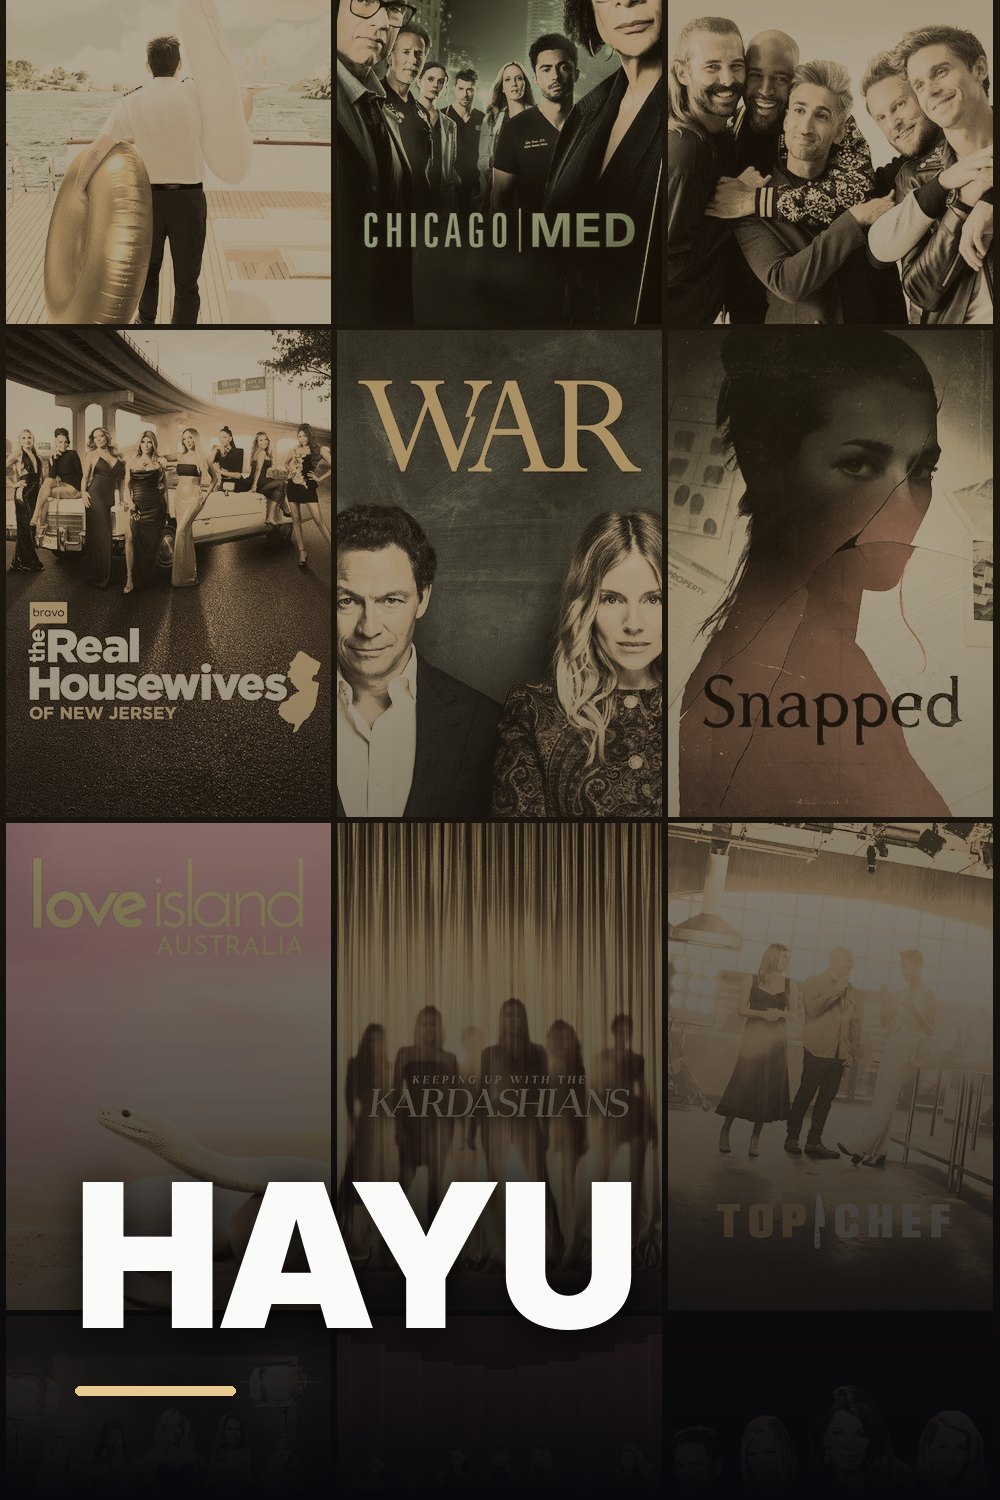 CHICAGO | MED
bravo
the Real
Housewives
OF NEW JERSEY
WAR
PROPERTY
Snapped
love island
AUSTRALIA
KEEPING UP WITH THE
KARDASHIANS
TOP CHEF
HAYU